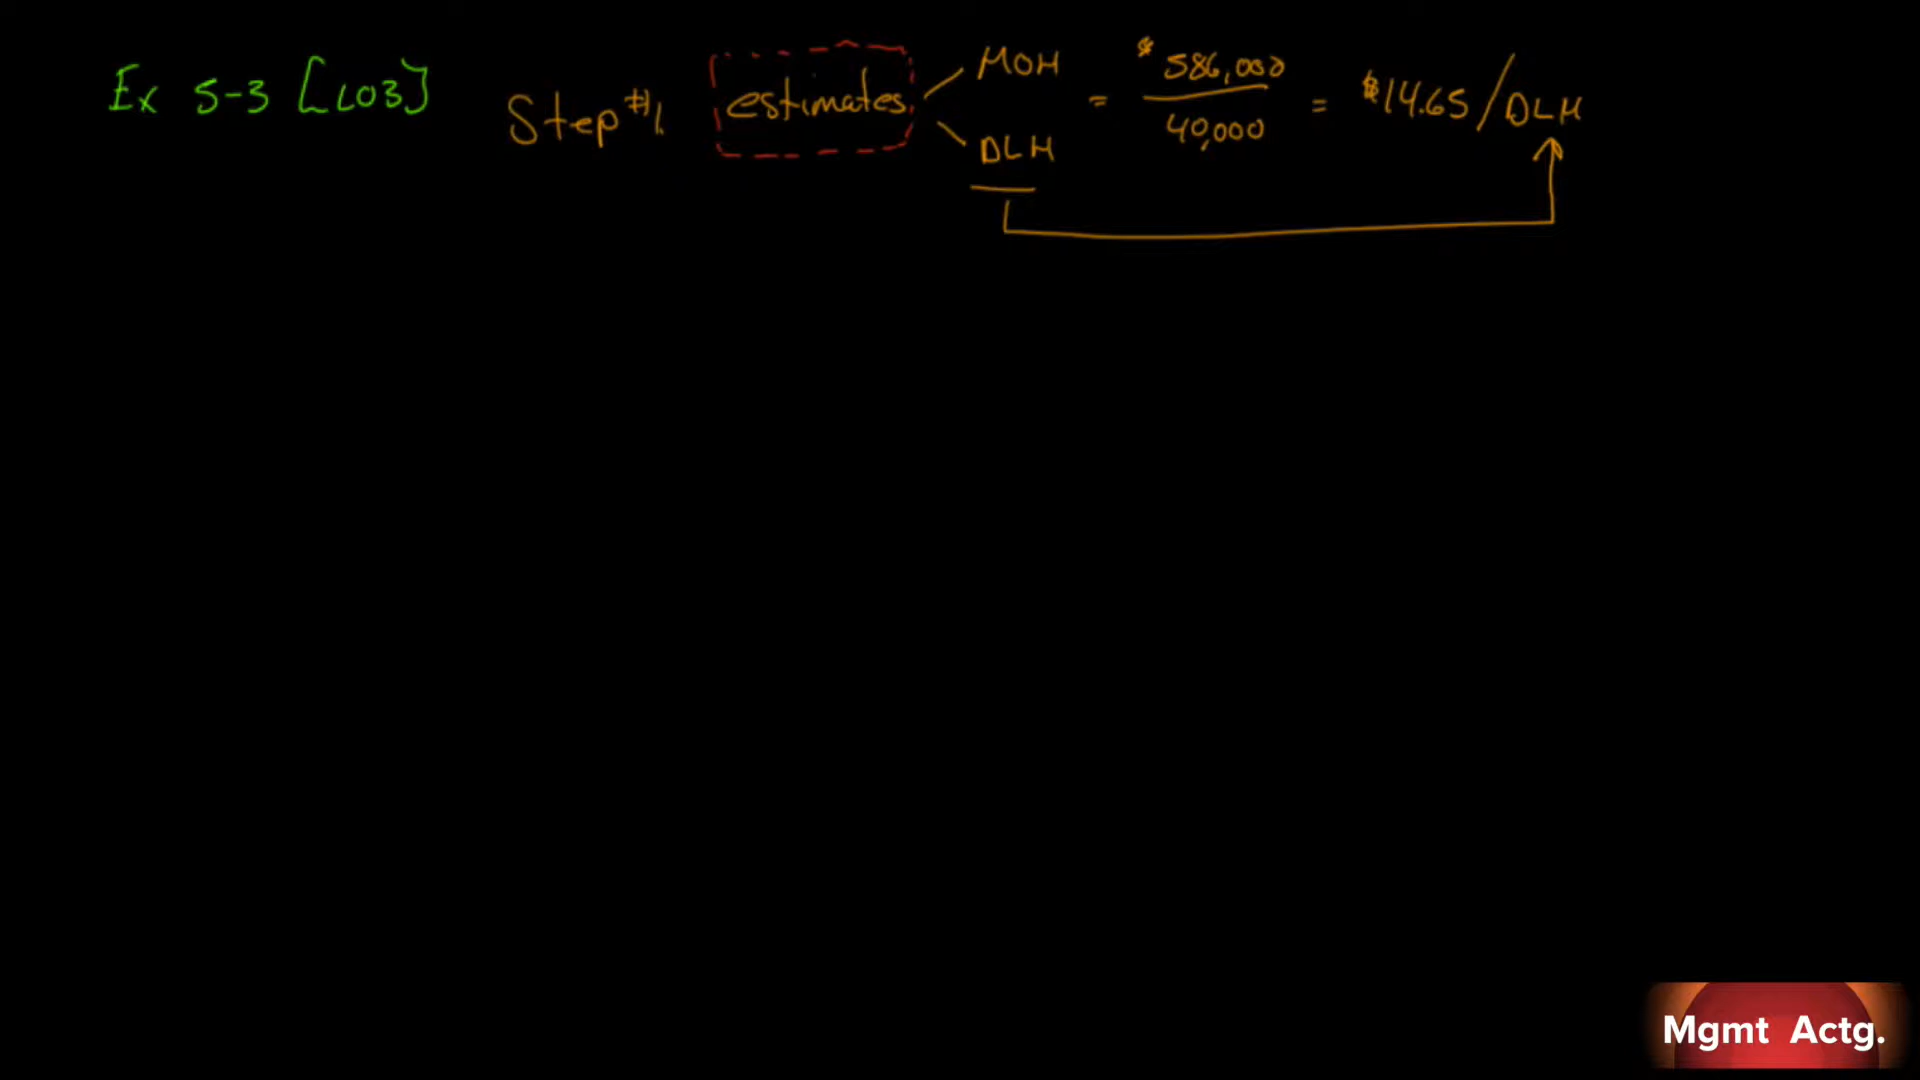 Ex 5-3 [LO3]
Step #1. estimates MOH = $586,000 = $14.65/DLH
DLH 40,000
Mgmt Actg.